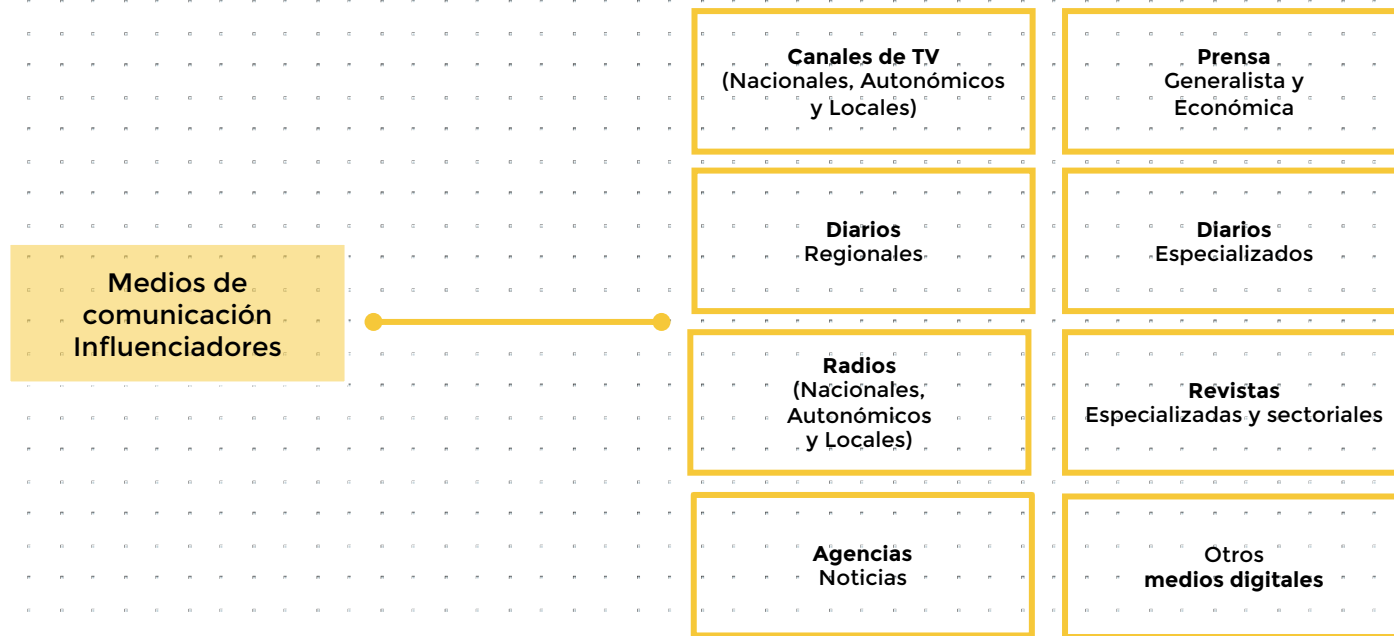 Medios de
comunicación
Influenciadores
Canales de TV
(Nacionales, Autonómicos
y Locales)
Prensa
Generalista y
Económica
Diarios
Regionales
Diarios
Especializados
Radios
(Nacionales,
Autonómicos
y Locales)
Revistas
Especializadas y sectoriales
Agencias
Noticias
Otros
medios digitales